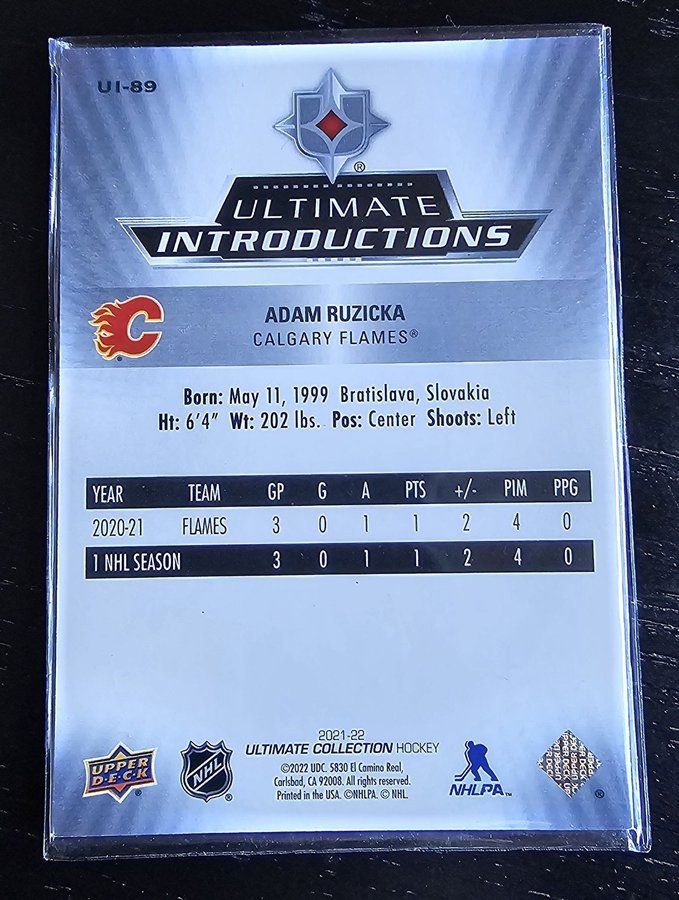 UI-89
®
ULTIMATE
INTRODUCTIONS
ADAM RUZICKA
CALGARY FLAMES®
Born: May 11, 1999 Bratislava, Slovakia
Ht: 6'4" Wt: 202 lbs. Pos: Center Shoots: Left
YEAR TEAM GP G A PTS +/- PIM PPG
2020-21 FLAMES 3 0 1 1 2 4 0
1 NHL SEASON 3 0 1 1 2 4 0
2021-22
ULTIMATE COLLECTION HOCKEY
©2022 UDC. 5830 El Camino Real,
Carlsbad, CA 92008. All rights reserved.
Printed in the USA. ©NHLPA. © NHL.
UPPER
D·E·C·K
NHL
NHLPA™